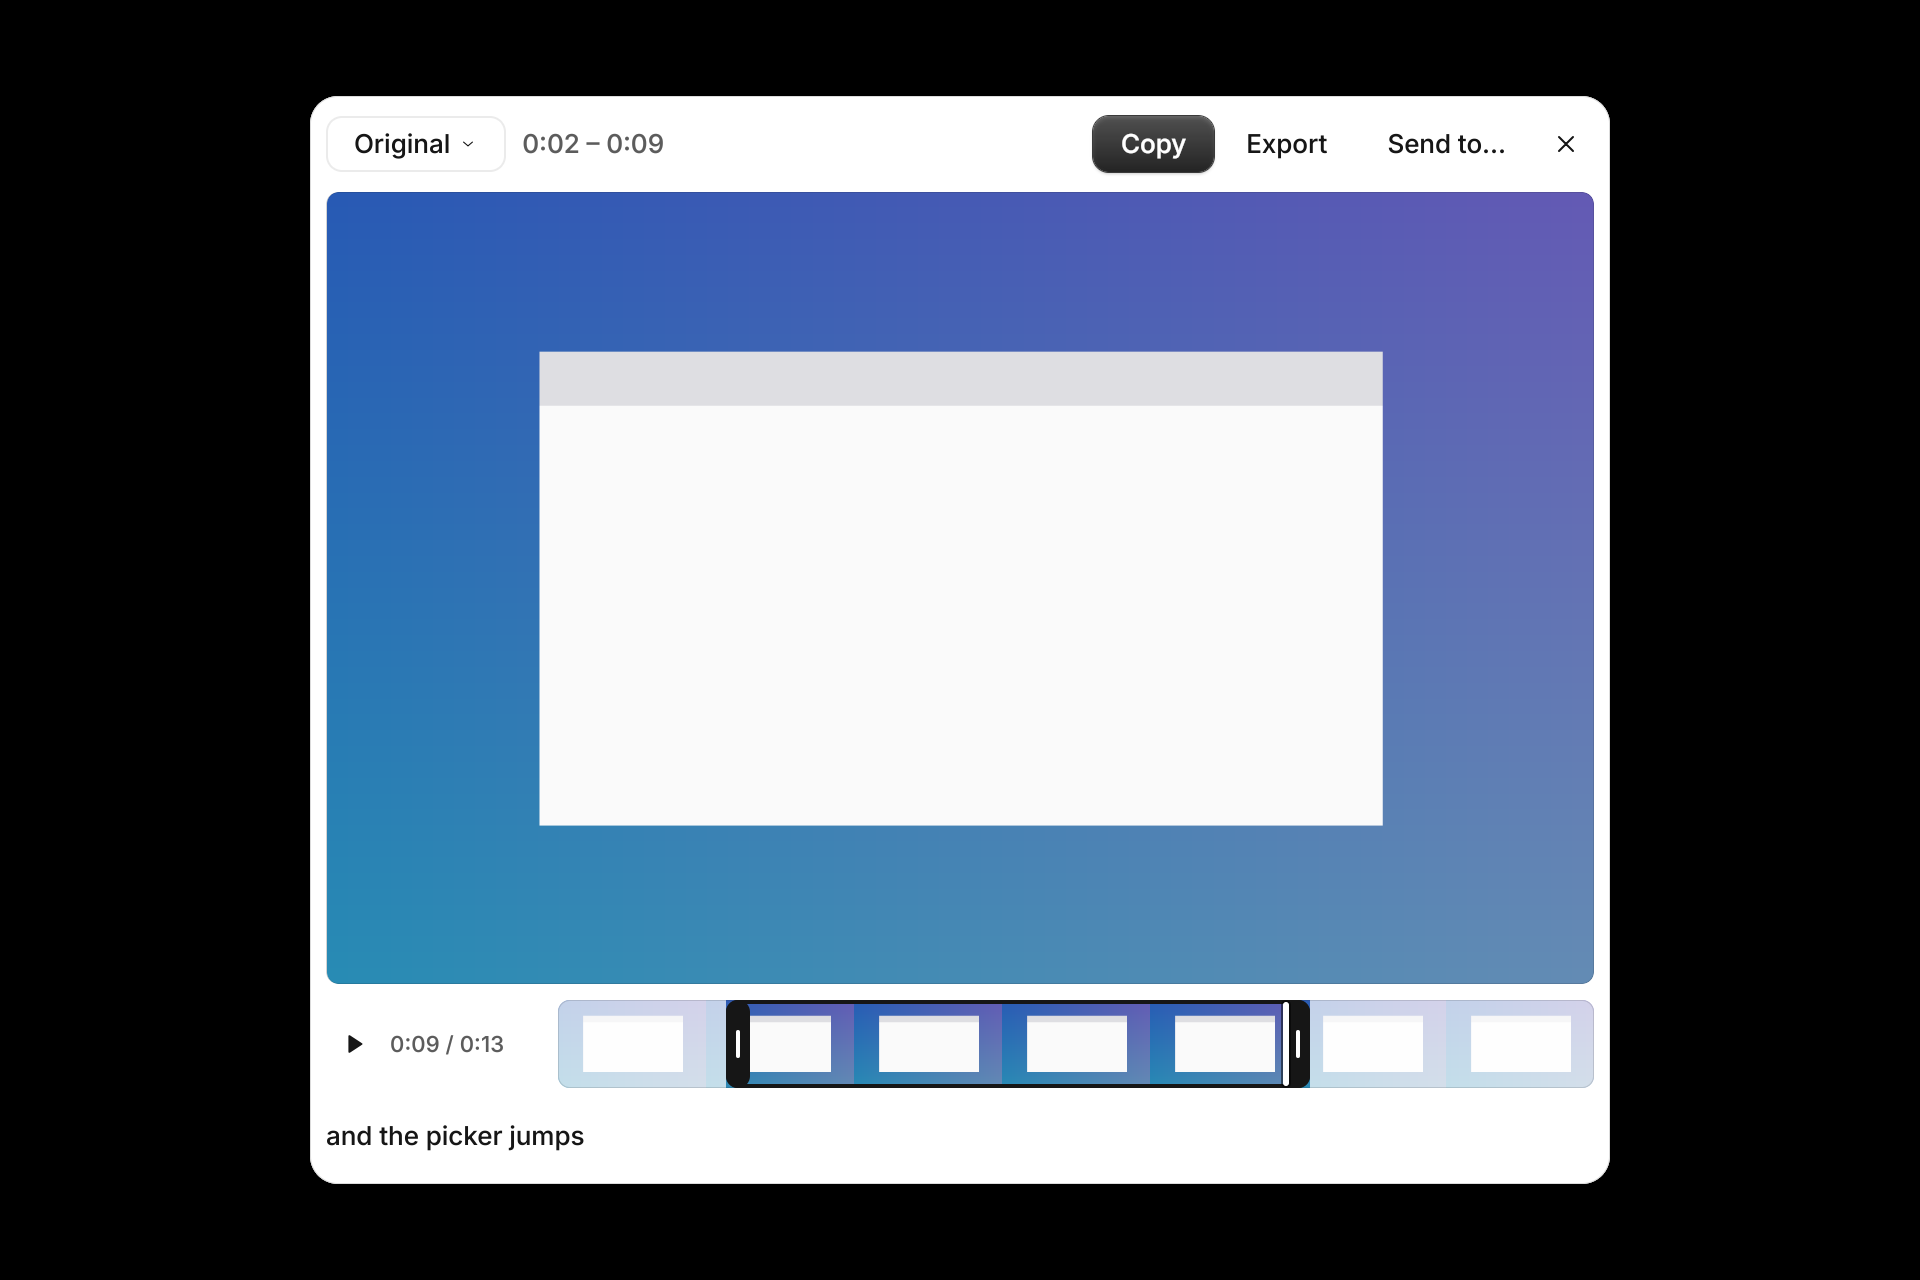 Original
0:02 – 0:09
Copy
Export
Send to...
0:09 / 0:13
and the picker jumps